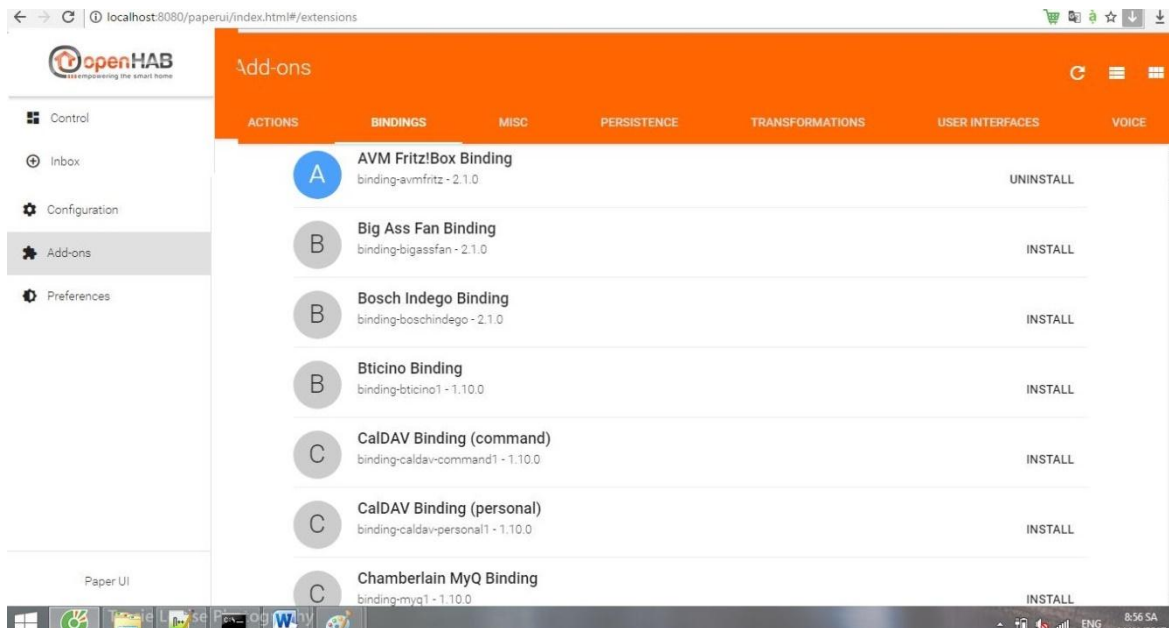 localhost:8080/paperui/index.html#/extensions
openHAB
empowering the smart home
Add-ons
Control
Inbox
Configuration
Add-ons
Preferences
Paper UI
ACTIONS BINDINGS MISC PERSISTENCE TRANSFORMATIONS USER INTERFACES VOICE
A
AVM Fritz!Box Binding
binding-avmfritz - 2.1.0
UNINSTALL
B
Big Ass Fan Binding
binding-bigassfan - 2.1.0
INSTALL
B
Bosch Indego Binding
binding-boschindego - 2.1.0
INSTALL
B
Bticino Binding
binding-bticino1 - 1.10.0
INSTALL
C
CalDAV Binding (command)
binding-caldav-command1 - 1.10.0
INSTALL
C
CalDAV Binding (personal)
binding-caldav-personal1 - 1.10.0
INSTALL
C
Chamberlain MyQ Binding
binding-myq1 - 1.10.0
INSTALL
ENG
8:56 SA